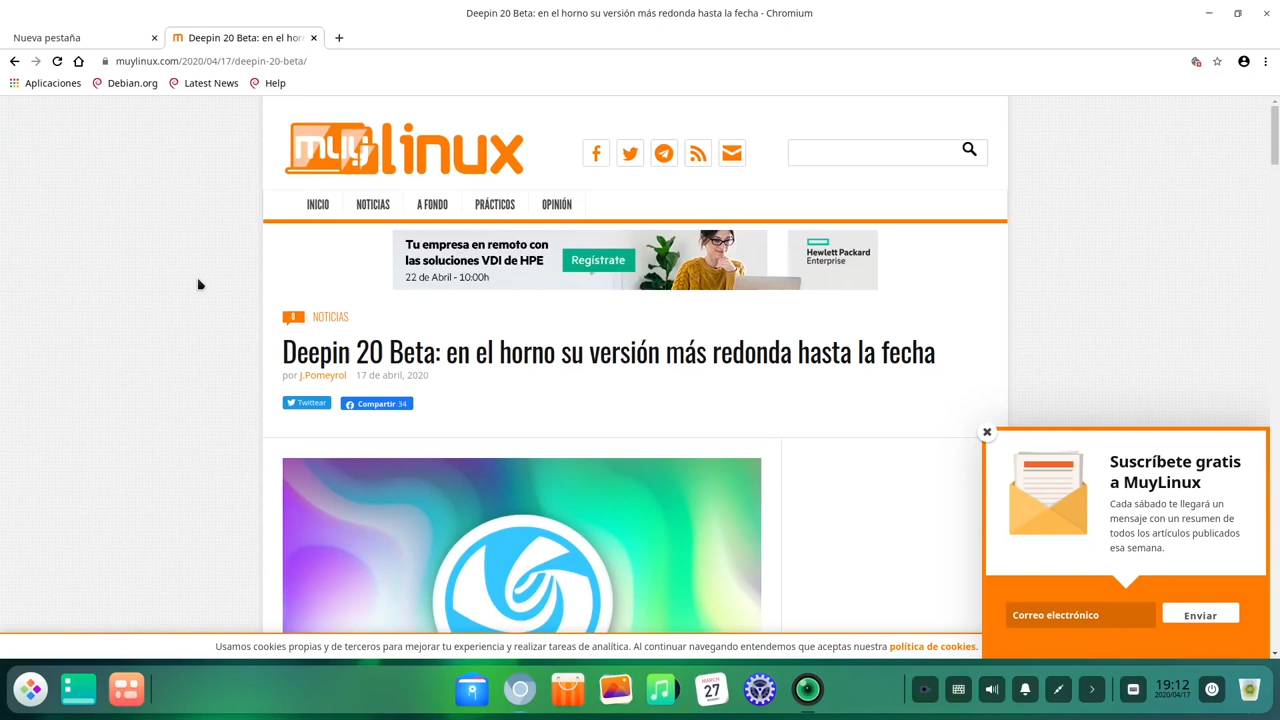 Deepin 20 Beta: en el horno su versión más redonda hasta la fecha - Chromium
Nueva pestaña
Deepin 20 Beta: en el hor
muylinux.com/2020/04/17/deepin-20-beta/
Aplicaciones
Debian.org
Latest News
Help
muylinux
INICIO
NOTICIAS
A FONDO
PRÁCTICOS
OPINIÓN
Tu empresa en remoto con
las soluciones VDI de HPE
22 de Abril - 10:00h
Regístrate
Hewlett Packard
Enterprise
0
NOTICIAS
Deepin 20 Beta: en el horno su versión más redonda hasta la fecha
por J.Pomeyrol 17 de abril, 2020
Twittear
Compartir 34
Suscríbete gratis
a MuyLinux
Cada sábado te llegará un
mensaje con un resumen de
todos los artículos publicados
esa semana.
Correo electrónico
Enviar
Usamos cookies propias y de terceros para mejorar tu experiencia y realizar tareas de analítica. Al continuar navegando entendemos que aceptas nuestra política de cookies.
MARCH
27
19:12
2020/04/17